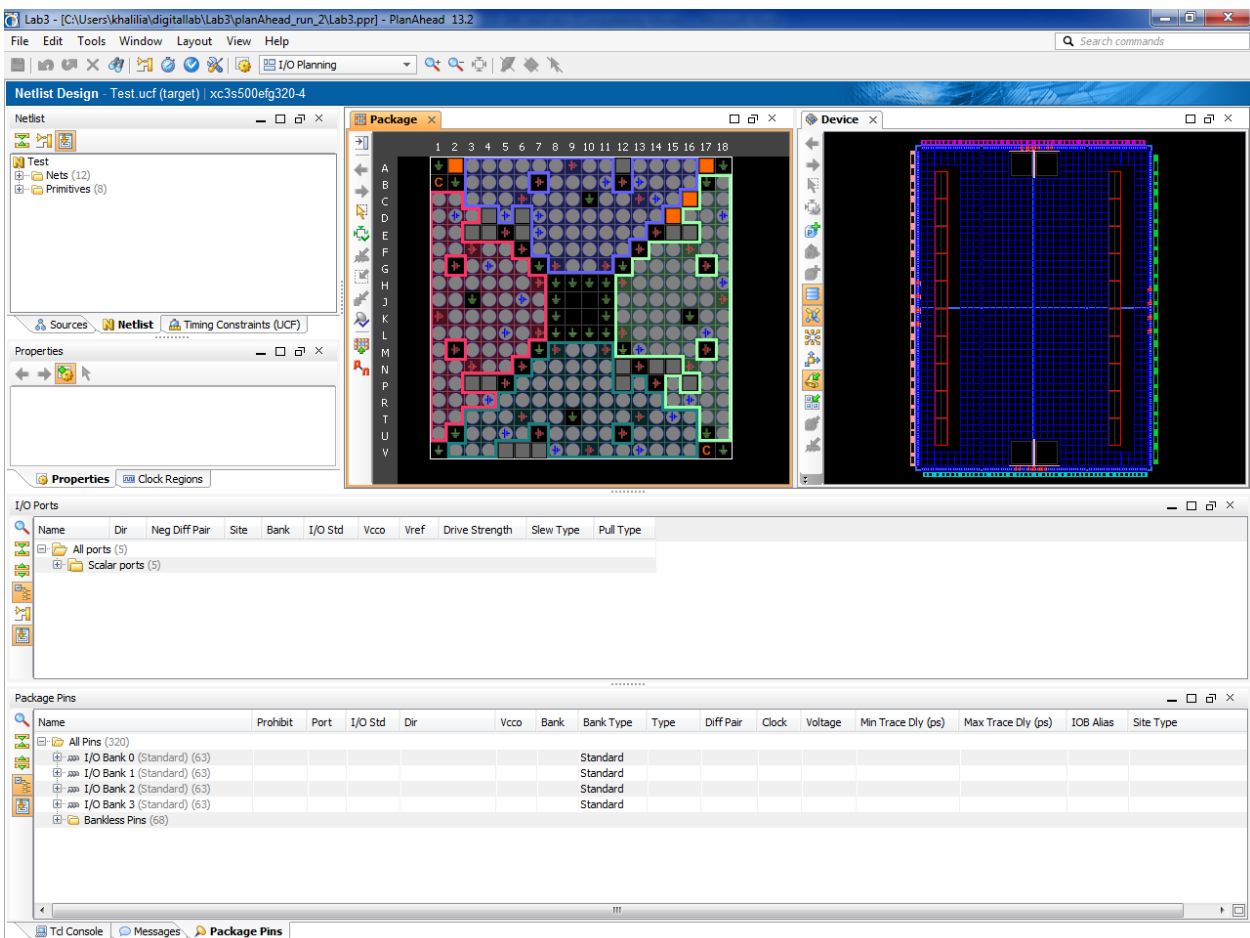 Lab3 - [C:\Users\khalilia\digitallab\Lab3\planAhead_run_2\Lab3.ppr] - PlanAhead 13.2
File Edit Tools Window Layout View Help
Search commands
I/O Planning
Netlist Design - Test.ucf (target) | xc3s500efg320-4
Netlist
Package
Device
Test
Nets (12)
Primitives (8)
1 2 3 4 5 6 7 8 9 10 11 12 13 14 15 16 17 18
A
B
C
D
E
F
G
H
J
K
L
M
N
P
R
T
U
V
C
C
Sources
Netlist
Timing Constraints (UCF)
Properties
Properties
Clock Regions
I/O Ports
Name Dir Neg Diff Pair Site Bank I/O Std Vcco Vref Drive Strength Slew Type Pull Type
All ports (5)
Scalar ports (5)
Package Pins
Name Prohibit Port I/O Std Dir Vcco Bank Bank Type Type Diff Pair Clock Voltage Min Trace Dly (ps) Max Trace Dly (ps) IOB Alias Site Type
All Pins (320)
I/O Bank 0 (Standard) (63) Standard
I/O Bank 1 (Standard) (63) Standard
I/O Bank 2 (Standard) (63) Standard
I/O Bank 3 (Standard) (63) Standard
Bankless Pins (68)
Tcl Console
Messages
Package Pins